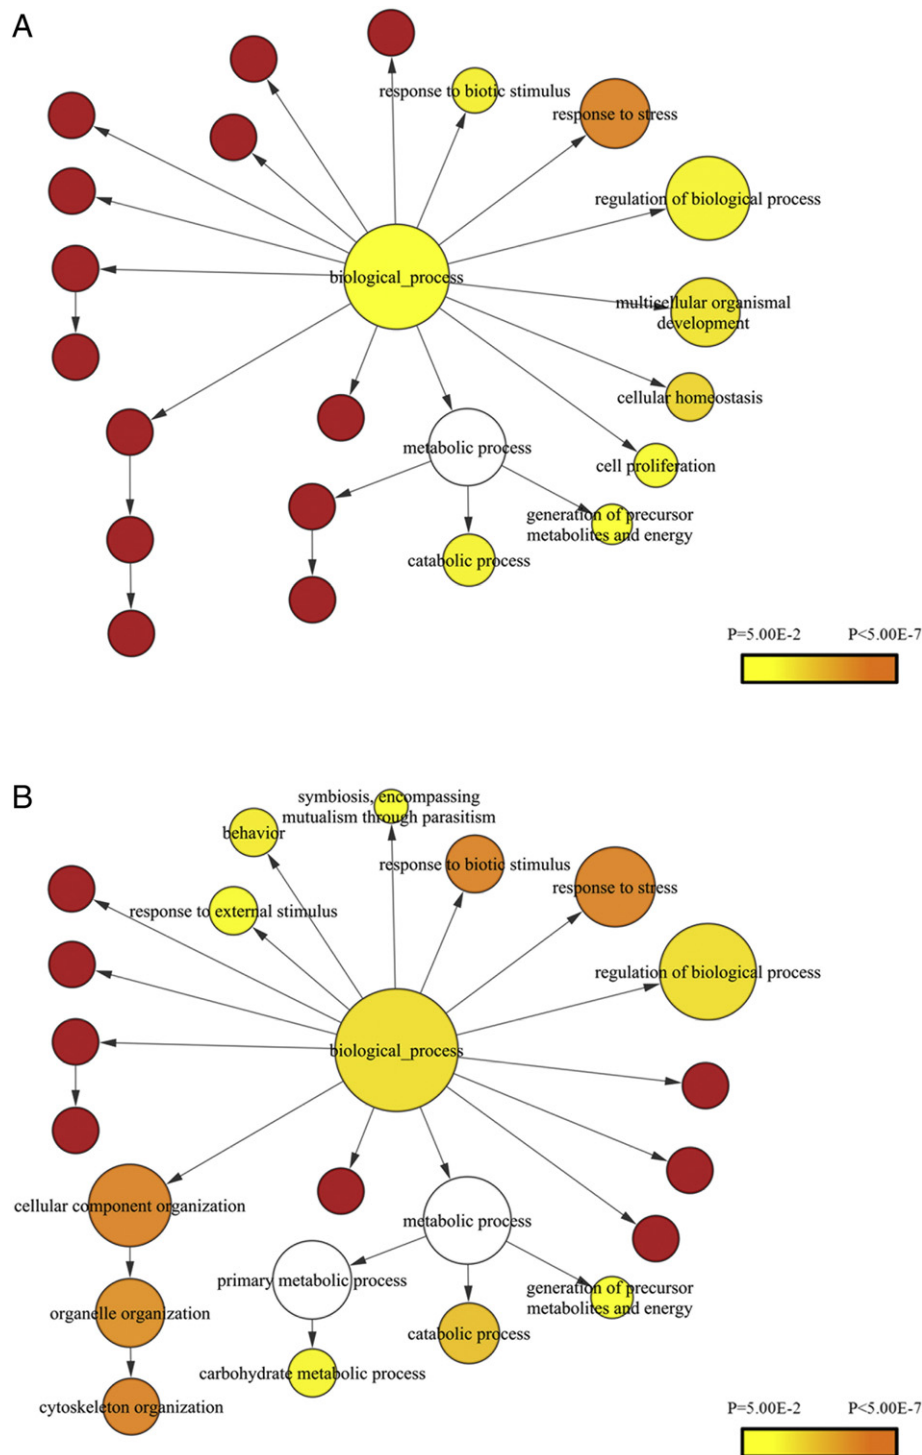 A
response to biotic stimulus
response to stress
regulation of biological process
biological_process
multicellular organismal
development
cellular homeostasis
metabolic process
cell proliferation
generation of precursor
metabolites and energy
catabolic process
P=5.00E-2 P<5.00E-7
B
symbiosis, encompassing
mutualism through parasitism
behavior
response to biotic stimulus
response to stress
response to external stimulus
regulation of biological process
biological_process
cellular component organization
metabolic process
primary metabolic process
generation of precursor
metabolites and energy
organelle organization
catabolic process
carbohydrate metabolic process
cytoskeleton organization
P=5.00E-2 P<5.00E-7